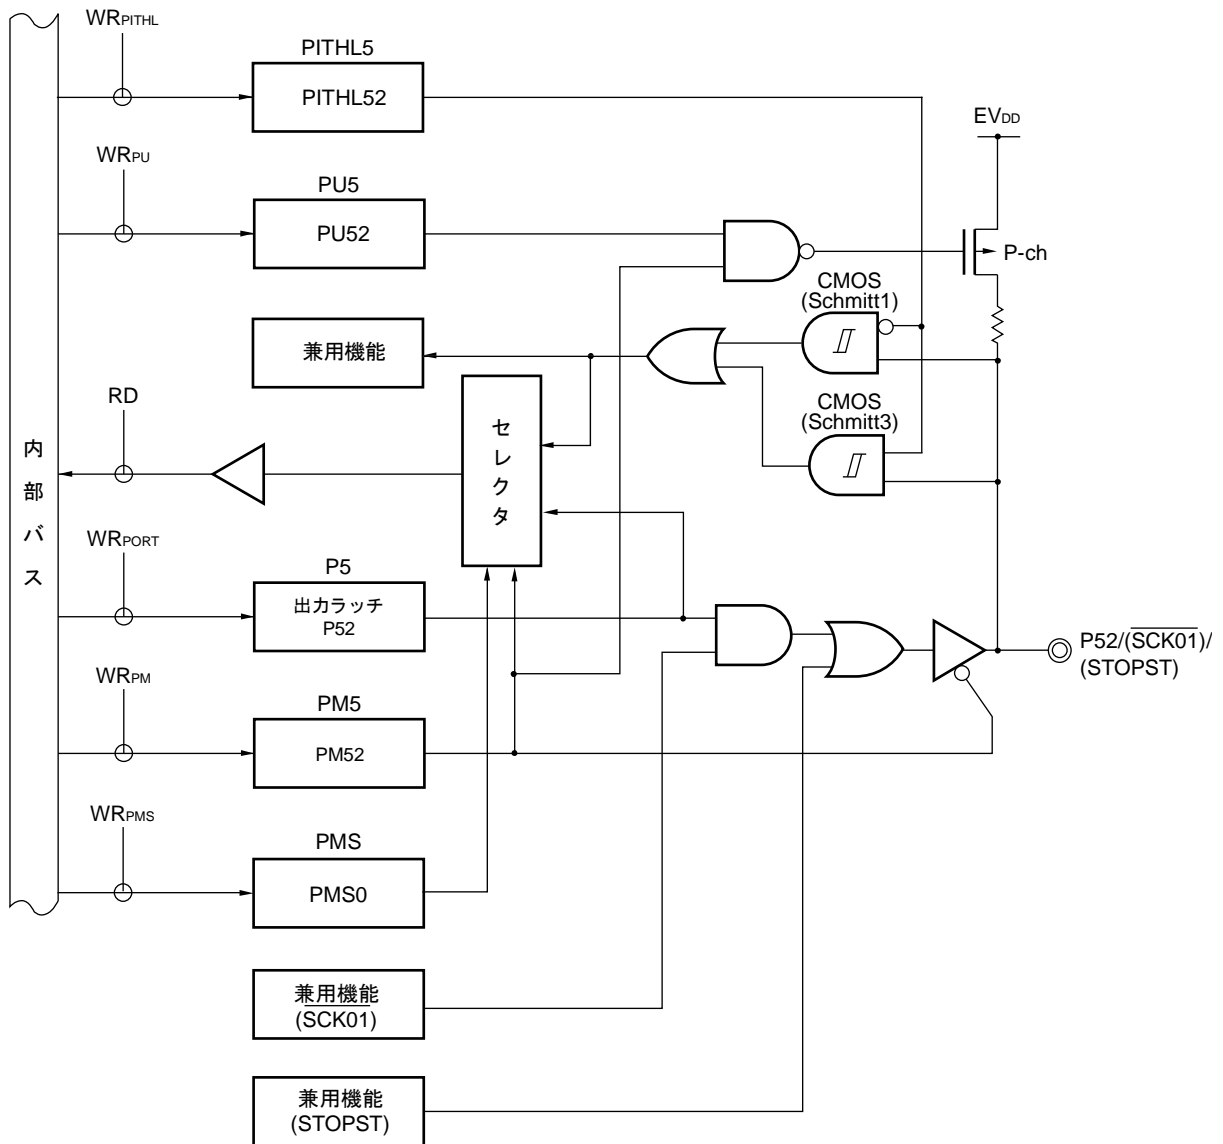 WRPITHL
PITHL5
PITHL52
EVDD
WRPU
PU5
PU52
P-ch
CMOS
(Schmitt1)
兼用機能
RD
CMOS
(Schmitt3)
セレクタ
内部バス
WRPORT
P5
出力ラッチ
P52
P52/(SCK01)/
(STOPST)
WRPM
PM5
PM52
WRPMS
PMS
PMS0
兼用機能
(SCK01)
兼用機能
(STOPST)